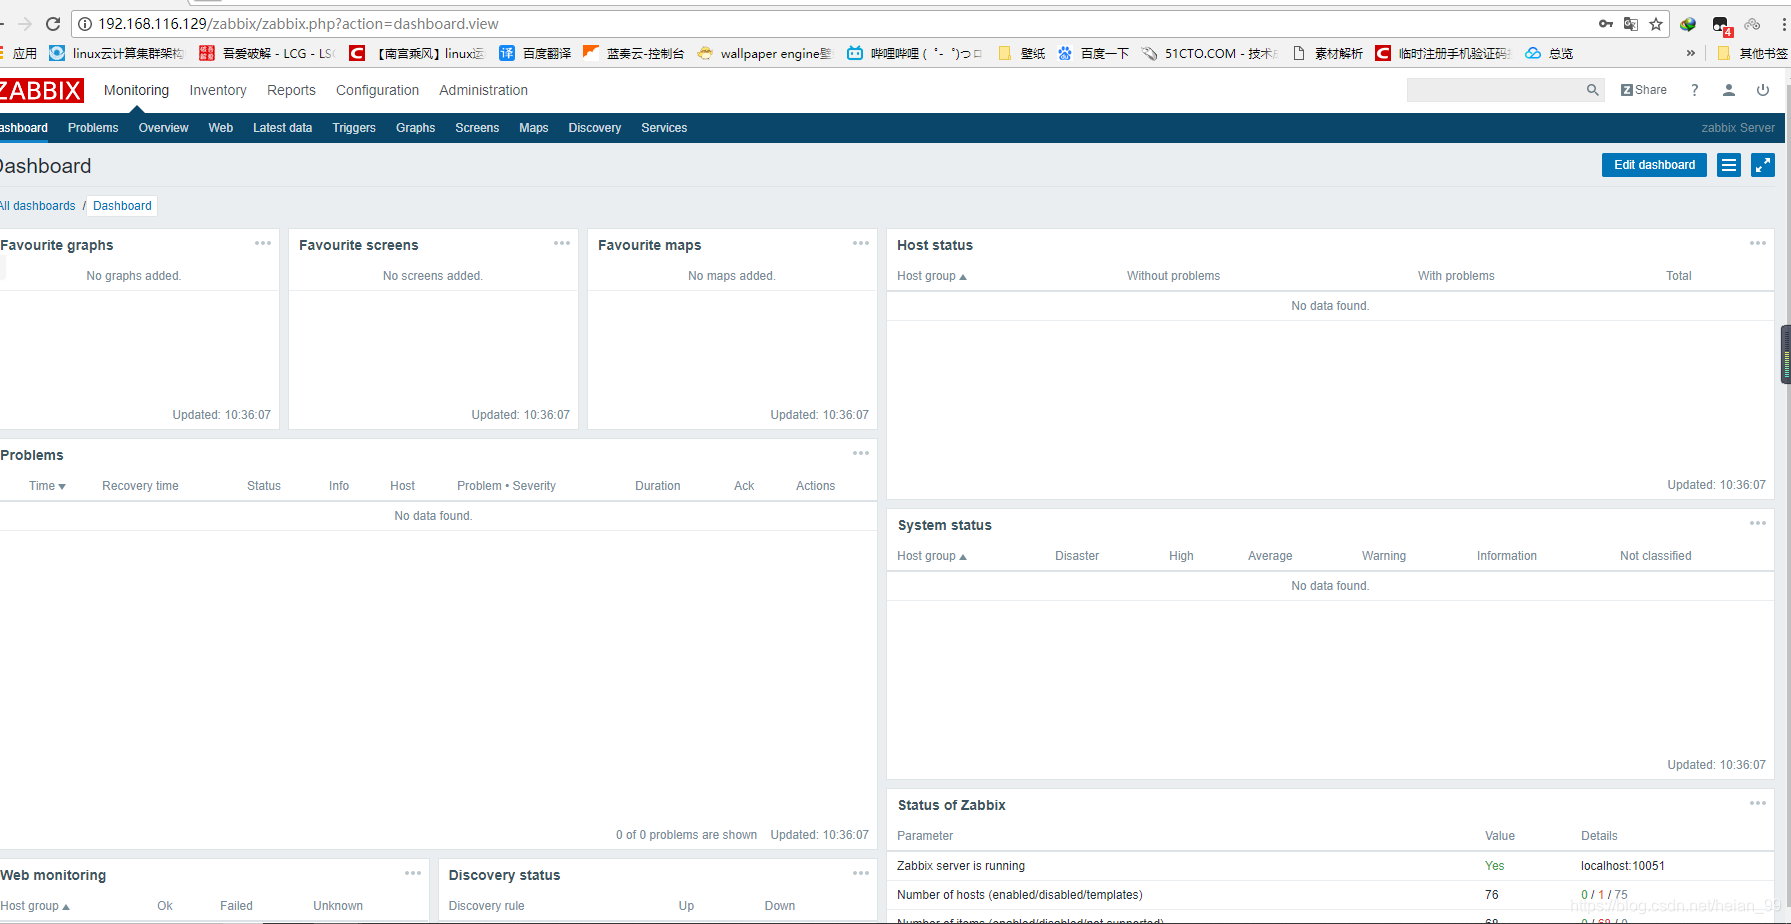 192.168.116.129/zabbix/zabbix.php?action=dashboard.view
4
应用 linux云计算集群架构 吾爱破解 - LCG - LS 【南宫乘风】linux运 百度翻译 蓝奏云-控制台 wallpaper engine壁 哔哩哔哩 ( ゜- ゜)つロ 壁纸 百度一下 51CTO.COM - 技术 素材解析 临时注册手机验证码 总览 » 其他书签
ZABBIX Monitoring Inventory Reports Configuration Administration Z Share ?
ashboard Problems Overview Web Latest data Triggers Graphs Screens Maps Discovery Services zabbix Server
Dashboard Edit dashboard
All dashboards / Dashboard
Favourite graphs Favourite screens Favourite maps Host status
No graphs added. No screens added. No maps added. Host group Without problems With problems Total
No data found.
Updated: 10:36:07 Updated: 10:36:07 Updated: 10:36:07
Problems
Time Recovery time Status Info Host Problem • Severity Duration Ack Actions Updated: 10:36:07
No data found. System status
Host group Disaster High Average Warning Information Not classified
No data found.
Updated: 10:36:07
Status of Zabbix
0 of 0 problems are shown Updated: 10:36:07 Parameter Value Details
Web monitoring Discovery status Zabbix server is running Yes localhost:10051
Host group Ok Failed Unknown Discovery rule Up Down Number of hosts (enabled/disabled/templates) 76 0 / 1 / 75
Number of items (enabled/disabled/not supported) 68 0 / 68 / 0
https://blog.csdn.net/heian_99